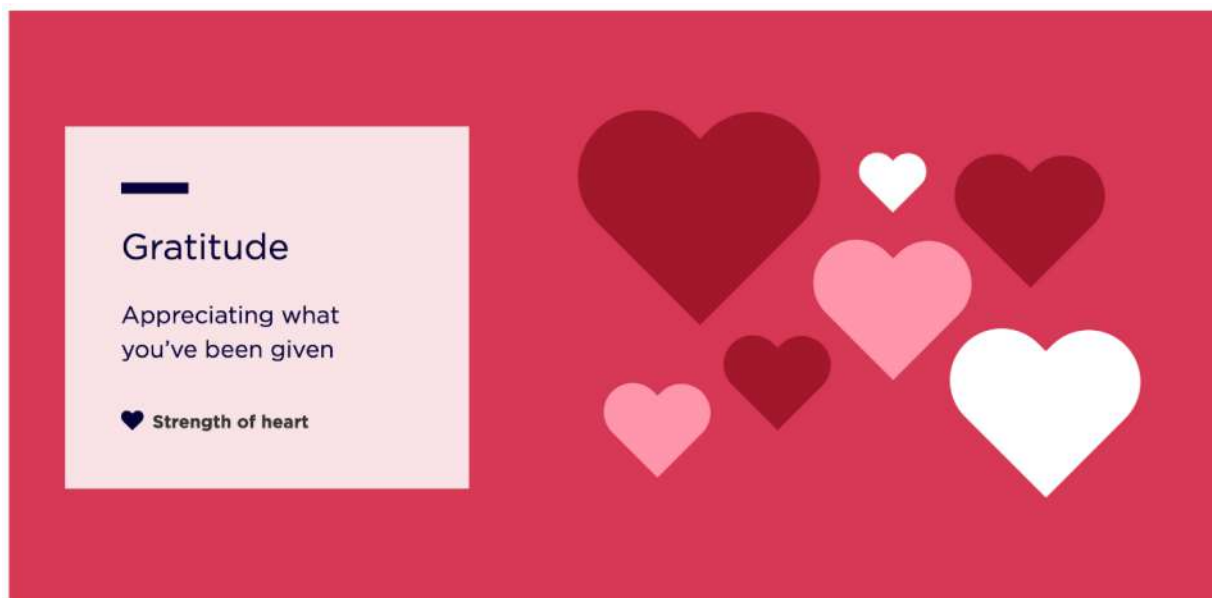 Gratitude
Appreciating what
you’ve been given
Strength of heart